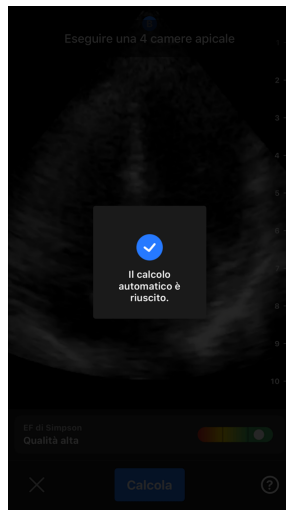 Eseguire una 4 camere apicale
2
3
4
5
6
7
8
9
10
Il calcolo
automatico è
riuscito.
EF di Simpson
Qualità alta
Calcola
?